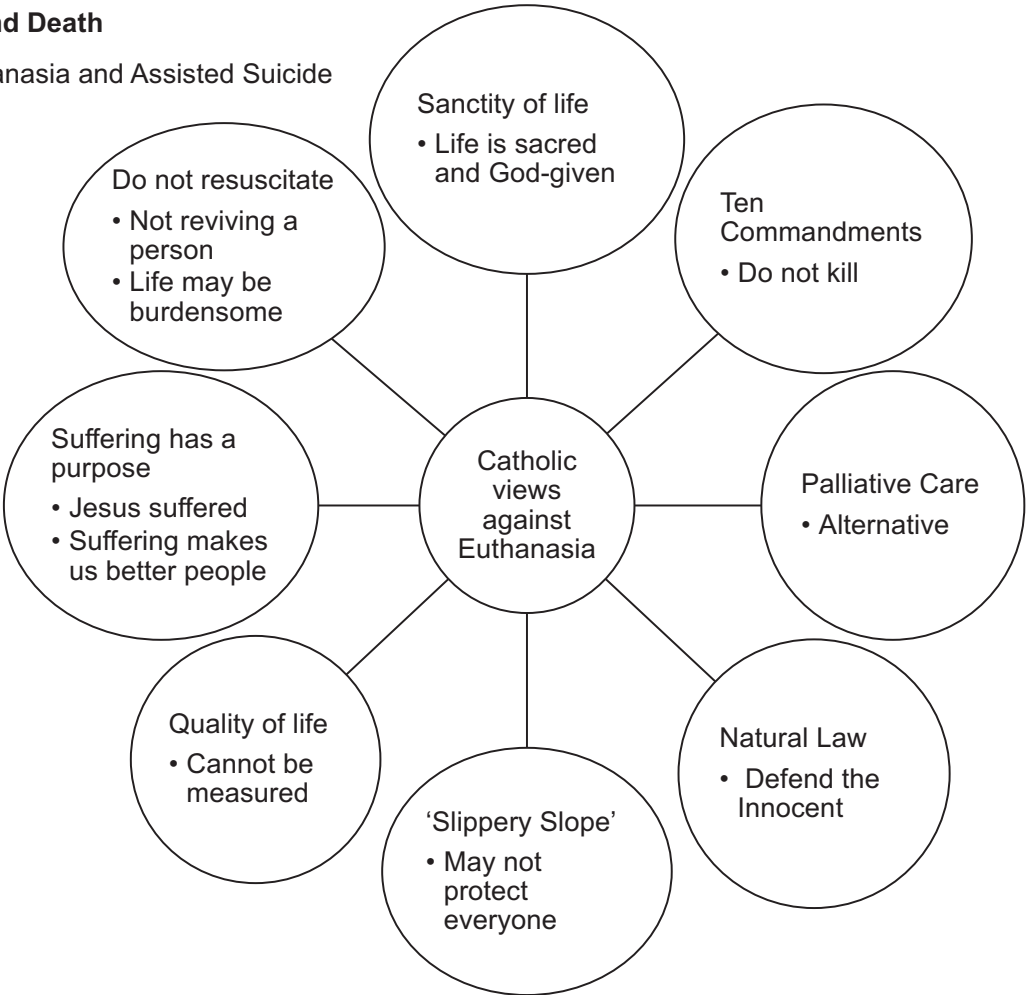 nd Death
anasia and Assisted Suicide
Sanctity of life
• Life is sacred
and God-given
Ten
Commandments
• Do not kill
Palliative Care
• Alternative
Natural Law
• Defend the
Innocent
‘Slippery Slope’
• May not
protect
everyone
Quality of life
• Cannot be
measured
Suffering has a
purpose
• Jesus suffered
• Suffering makes
us better people
Do not resuscitate
• Not reviving a
person
• Life may be
burdensome
Catholic
views
against
Euthanasia